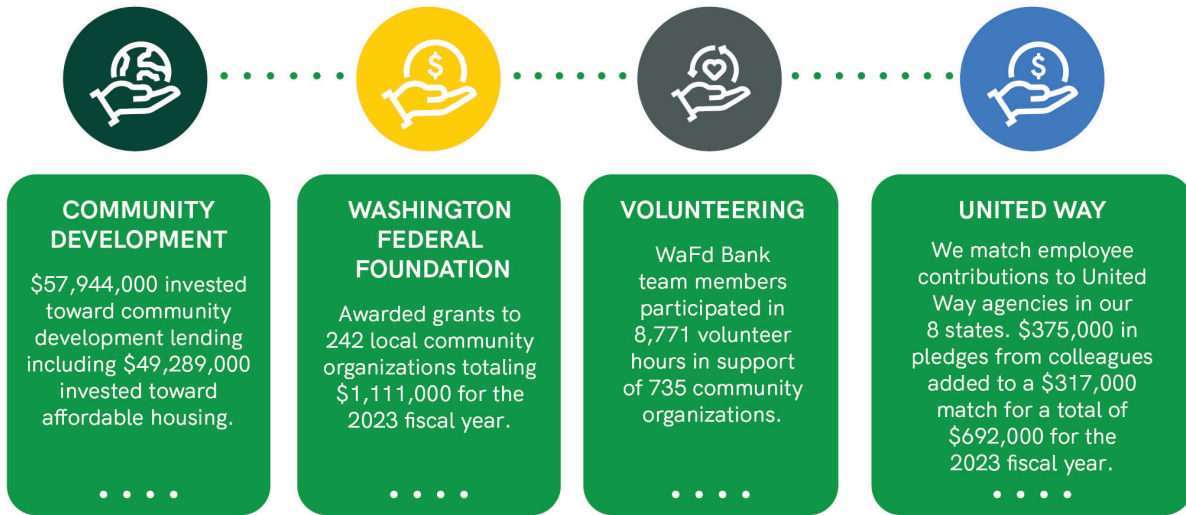 $
$
COMMUNITY
DEVELOPMENT
$57,944,000 invested
toward community
development lending
including $49,289,000
invested toward
affordable housing.
WASHINGTON
FEDERAL
FOUNDATION
Awarded grants to
242 local community
organizations totaling
$1,111,000 for the
2023 fiscal year.
VOLUNTEERING
WaFd Bank
team members
participated in
8,771 volunteer
hours in support
of 735 community
organizations.
UNITED WAY
We match employee
contributions to United
Way agencies in our
8 states. $375,000 in
pledges from colleagues
added to a $317,000
match for a total of
$692,000 for the
2023 fiscal year.